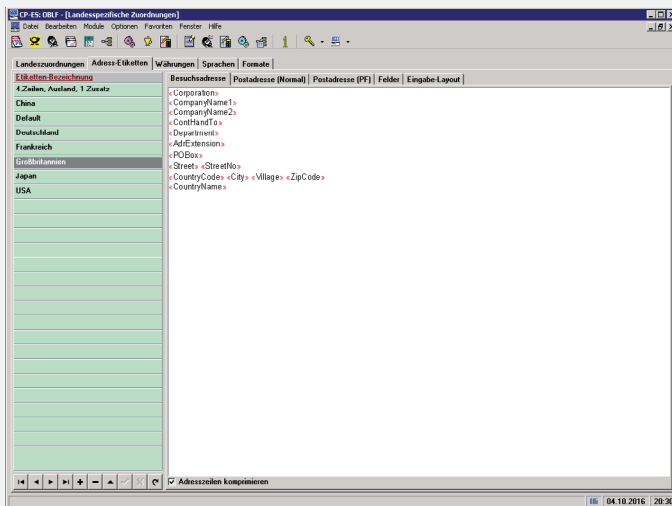 CP-ES: OBLF - [Landesspezifische Zuordnungen]
Datei Bearbeiten Module Optionen Favoriten Fenster Hilfe
Landeszuordnungen Adress-Etiketten Währungen Sprachen Formate
Etiketten-Bezeichnung
4 Zeilen, Ausland, 1 Zusatz
China
Default
Deutschland
Frankreich
Großbritannien
Japan
USA
Besuchsadresse Postadresse (Normal) Postadresse (PF) Felder Eingabe-Layout
«Corporation»
«CompanyName1»
«CompanyName2»
«ContHandTo»
«Department»
«AdrExtension»
«POBox»
«Street» «StreetNo»
«CountryCode» «City» «Village» «ZipCode»
«CountryName»
Adresszeilen komprimieren
04.10.2016 20:30